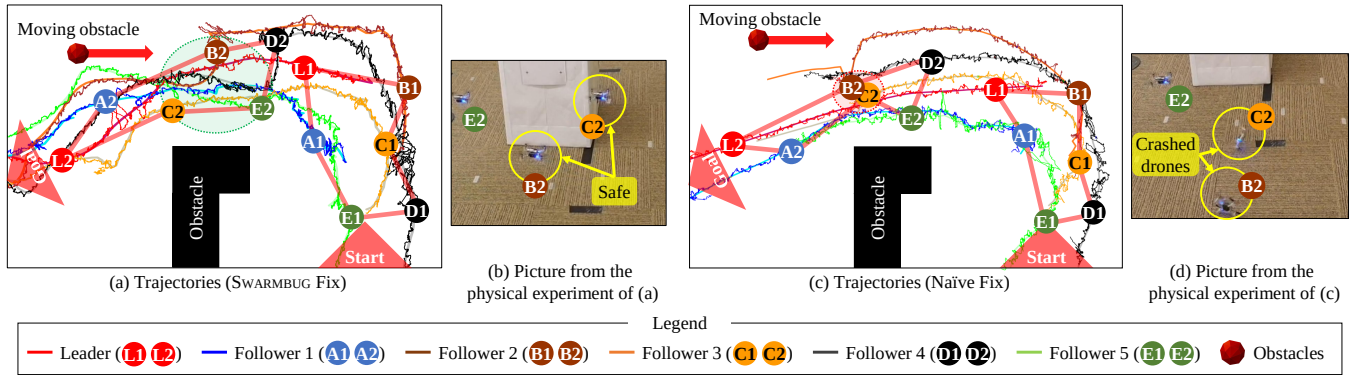 Moving obstacle
D2
B2
L1
A2
C2
E2
B1
A1
C1
L2
Goal
Obstacle
E1
D1
Start
(a) Trajectories (SWARMBUG Fix)
E2
C2
B2
Safe
(b) Picture from the
physical experiment of (a)
Moving obstacle
D2
B2
C2
L1
B1
E2
A1
L2
A2
C1
Goal
Obstacle
E1
D1
Start
(c) Trajectories (Naïve Fix)
E2
C2
Crashed
drones
B2
(d) Picture from the
physical experiment of (c)
Legend
Leader (L1 L2) Follower 1 (A1 A2) Follower 2 (B1 B2) Follower 3 (C1 C2) Follower 4 (D1 D2) Follower 5 (E1 E2) Obstacles